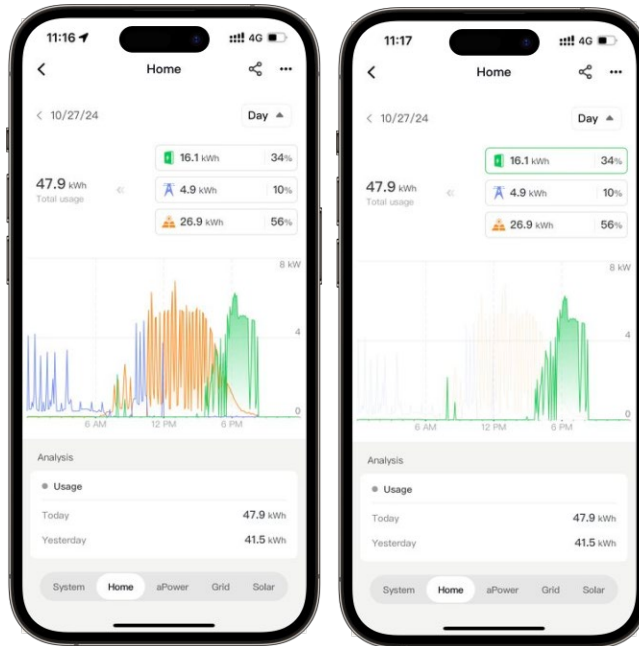 11:16
4G
Home
10/27/24
Day
16.1 kWh 34%
47.9 kWh
Total usage
4.9 kWh 10%
26.9 kWh 56%
8 kW
4
0
6 AM 12 PM 6 PM
Analysis
Usage
Today 47.9 kWh
Yesterday 41.5 kWh
System Home aPower Grid Solar
11:17
4G
Home
10/27/24
Day
16.1 kWh 34%
47.9 kWh
Total usage
4.9 kWh 10%
26.9 kWh 56%
8 kW
4
0
6 AM 12 PM 6 PM
Analysis
Usage
Today 47.9 kWh
Yesterday 41.5 kWh
System Home aPower Grid Solar